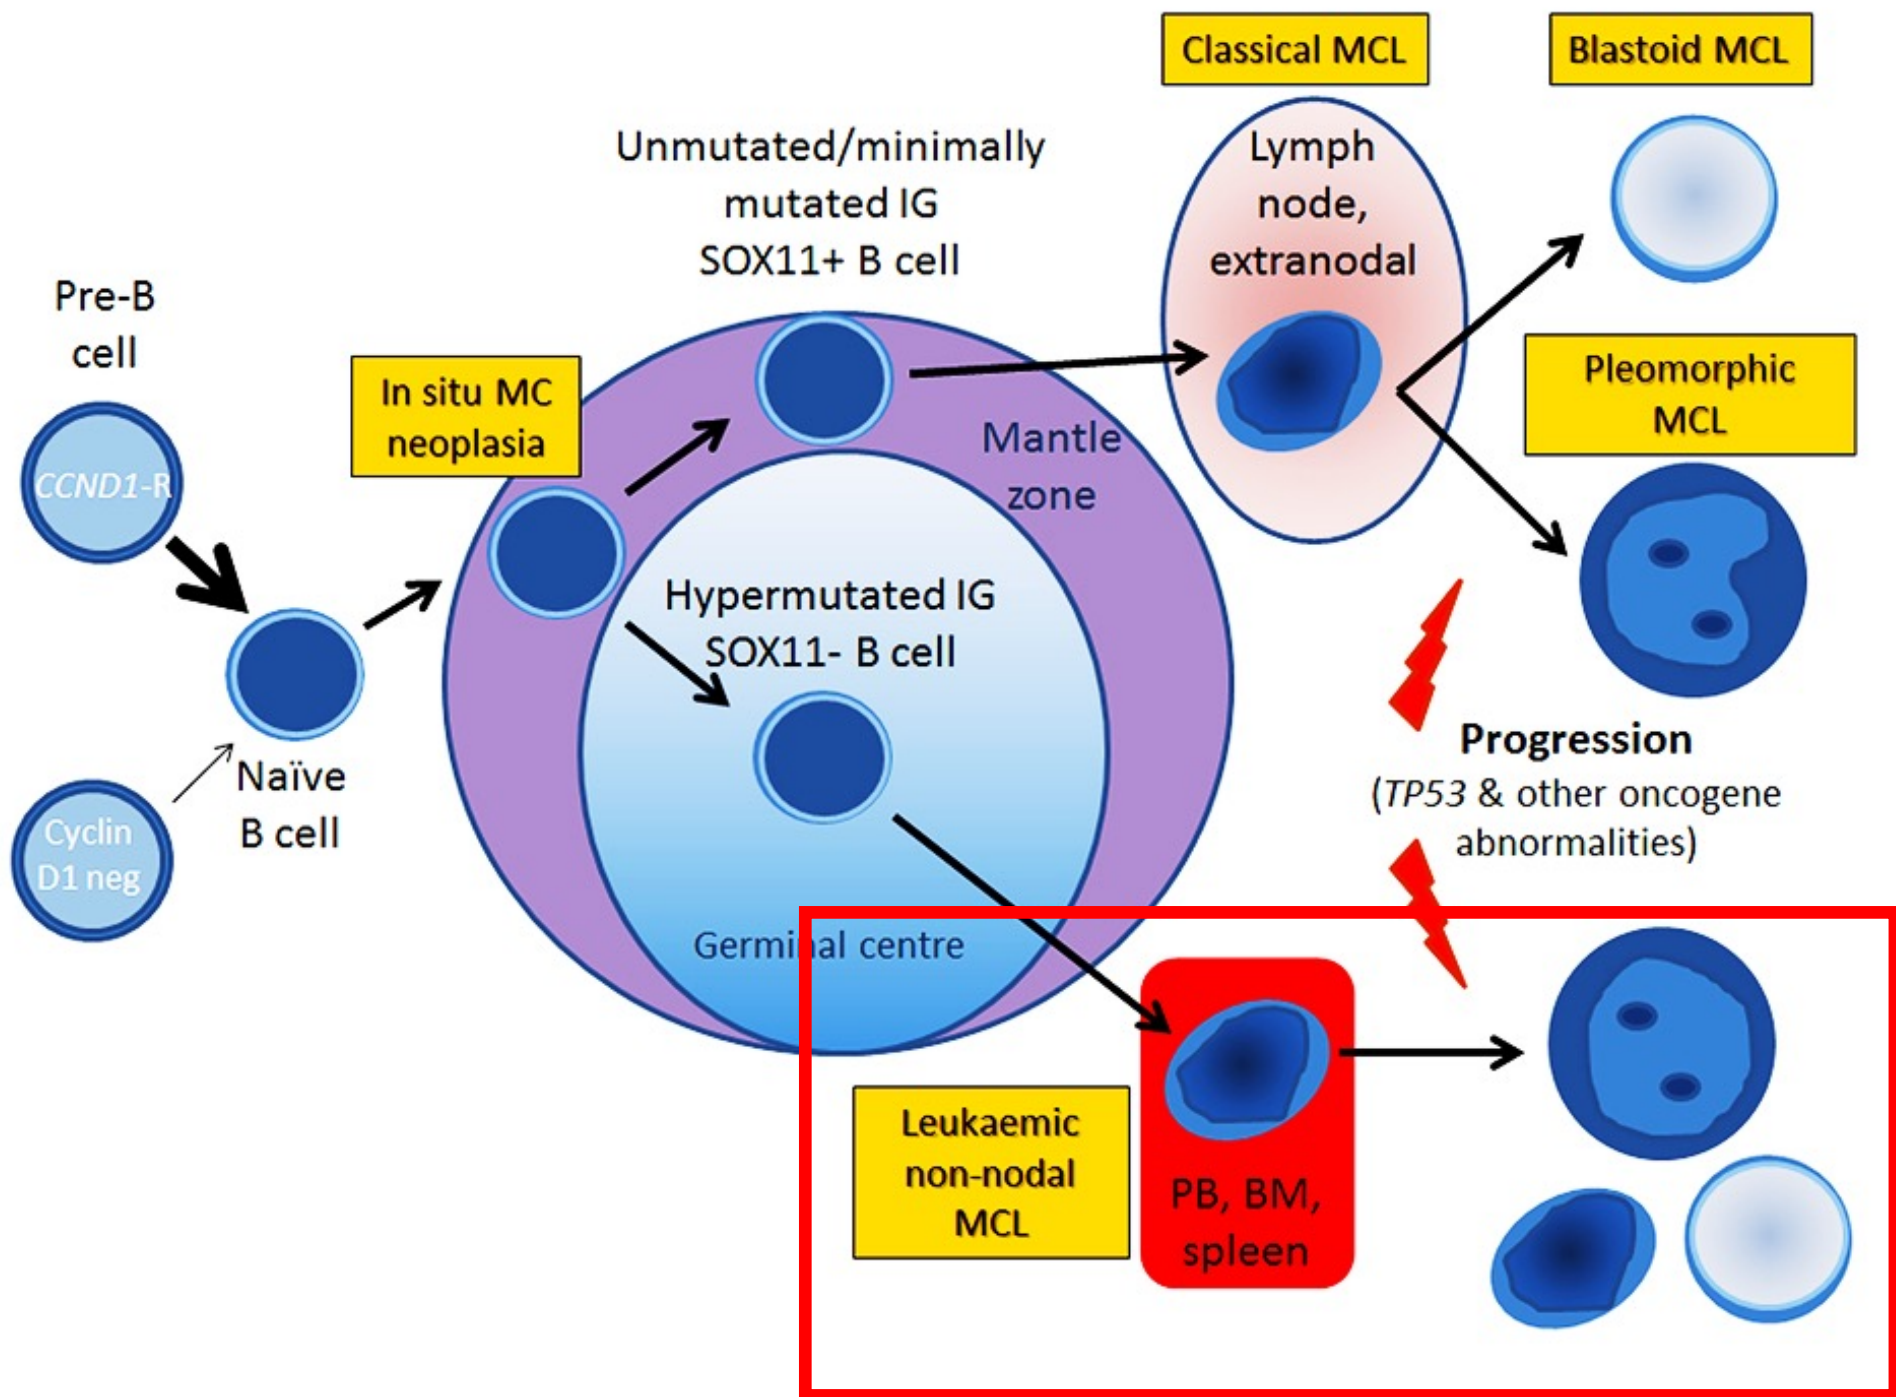 Classical MCL
Blastoid MCL
Unmutated/minimally
mutated IG
SOX11+ B cell
Lymph
node,
extranodal
Pre-B
cell
CCND1-R
In situ MC
neoplasia
Mantle
zone
Pleomorphic
MCL
Hypermutated IG
SOX11- B cell
Naïve
B cell
Cyclin
D1 neg
Progression
(TP53 & other oncogene
abnormalities)
Germinal centre
Leukaemic
non-nodal
MCL
PB, BM,
spleen